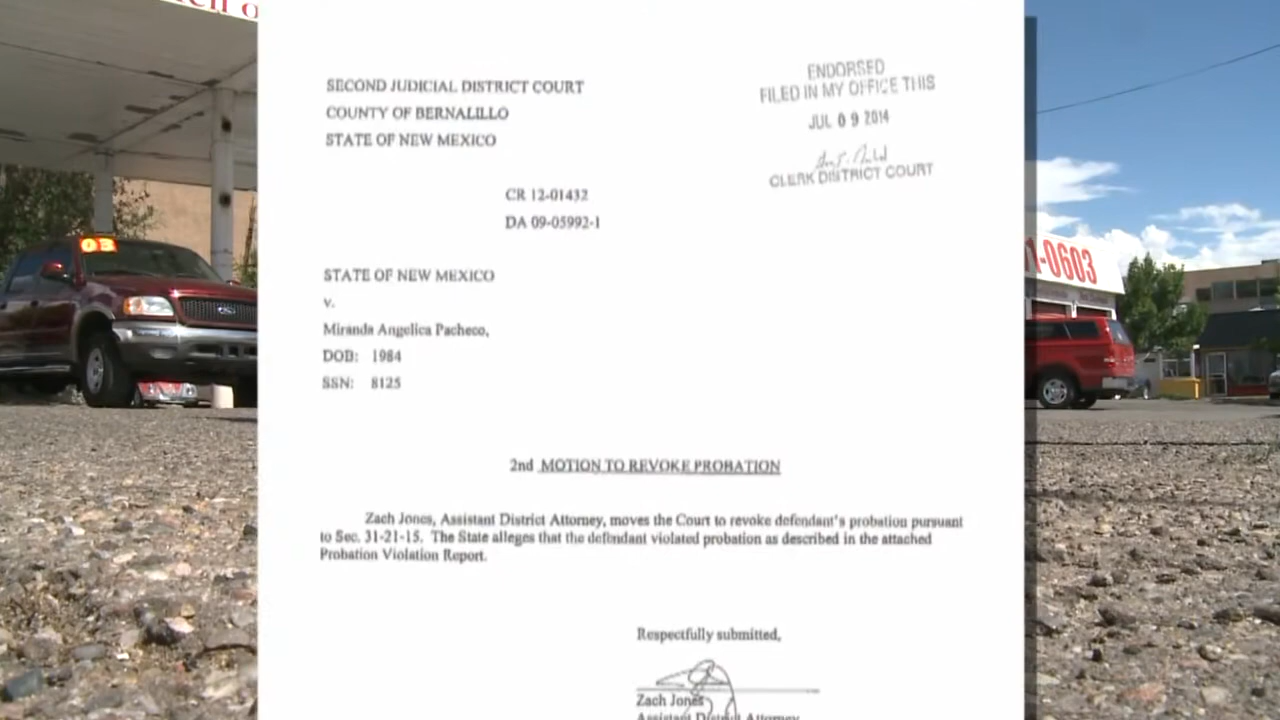 SECOND JUDICIAL DISTRICT COURT
COUNTY OF BERNALILLO
STATE OF NEW MEXICO
ENDORSED
FILED IN MY OFFICE THIS
JUL 09 2014
CLERK DISTRICT COURT
CR 12-01432
DA 09-05992-1
STATE OF NEW MEXICO
v.
Miranda Angelica Pacheco,
DOB: 1984
SSN: 8125
2nd MOTION TO REVOKE PROBATION
Zach Jones, Assistant District Attorney, moves the Court to revoke defendant's probation pursuant
to Sec. 31-21-15. The State alleges that the defendant violated probation as described in the attached
Probation Violation Report.
Respectfully submitted,
Zach Jones
Assistant District Attorney
03
1-0603